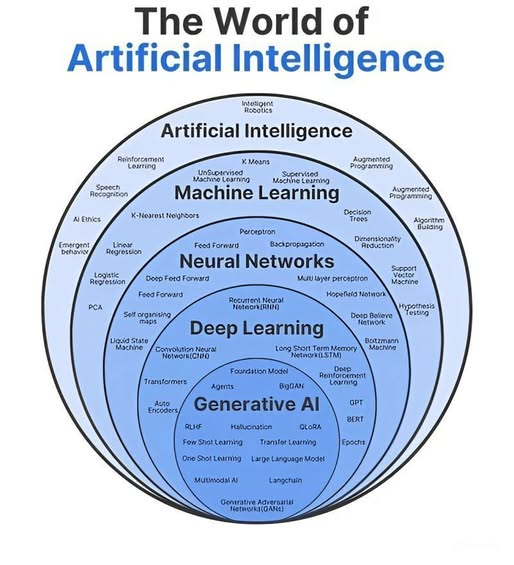 The World of
Artificial Intelligence
Intelligent
Robotics
Artificial Intelligence
Reinforcement
Learning
K Means
Augmented
Programming
UnSupervised
Machine Learning
Supervised
Machine Learning
Speech
Recognition
Machine Learning
Augmented
Programming
AI Ethics
K-Nearest Neighbors
Decision
Trees
Algorithm
Building
Perceptron
Emergent
behavior
Linear
Regression
Feed Forward
Backpropagation
Dimensionality
Reduction
Neural Networks
Logistic
Regression
Deep Feed Forward
Multi layer perceptron
Support
Vector
Machine
Feed Forward
Hopefield Network
PCA
Recurrent Neural
Network(RNN)
Hypothesis
Testing
Self organising
maps
Deep Believe
Network
Deep Learning
Liquid State
Machine
Convolution Neural
Network(CNN)
Long Short Term Memory
Network(LSTM)
Boltzmann
Machine
Foundation Model
Deep
Reinforcement
Learning
Transformers
Agents
BigGAN
Auto
Encoders
Generative AI
GPT
BERT
RLHF
Hallucination
QLoRA
Few Shot Learning
Transfer Learning
Epochs
One Shot Learning
Large Language Model
Multimodal AI
Langchain
Generative Adversarial
Networks(GANs)